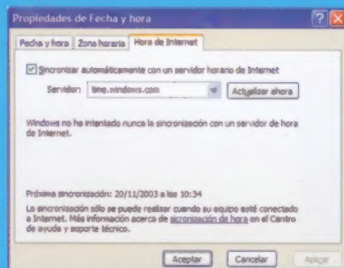 Propiedades de Fecha y hora
Fecha y hora Zona horaria Hora de Internet
Sincronizar automáticamente con un servidor horario de Internet
Servidor: time.windows.com Actualizar ahora
Windows no ha intentado nunca la sincronización con un servidor de hora
de Internet.
Próxima sincronización: 20/11/2003 a las 10:34
La sincronización sólo se puede realizar cuando su equipo esté conectado
a Internet. Más información acerca de sicronización de hora en el Centro
de ayuda y soporte técnico.
Aceptar Cancelar Aplicar